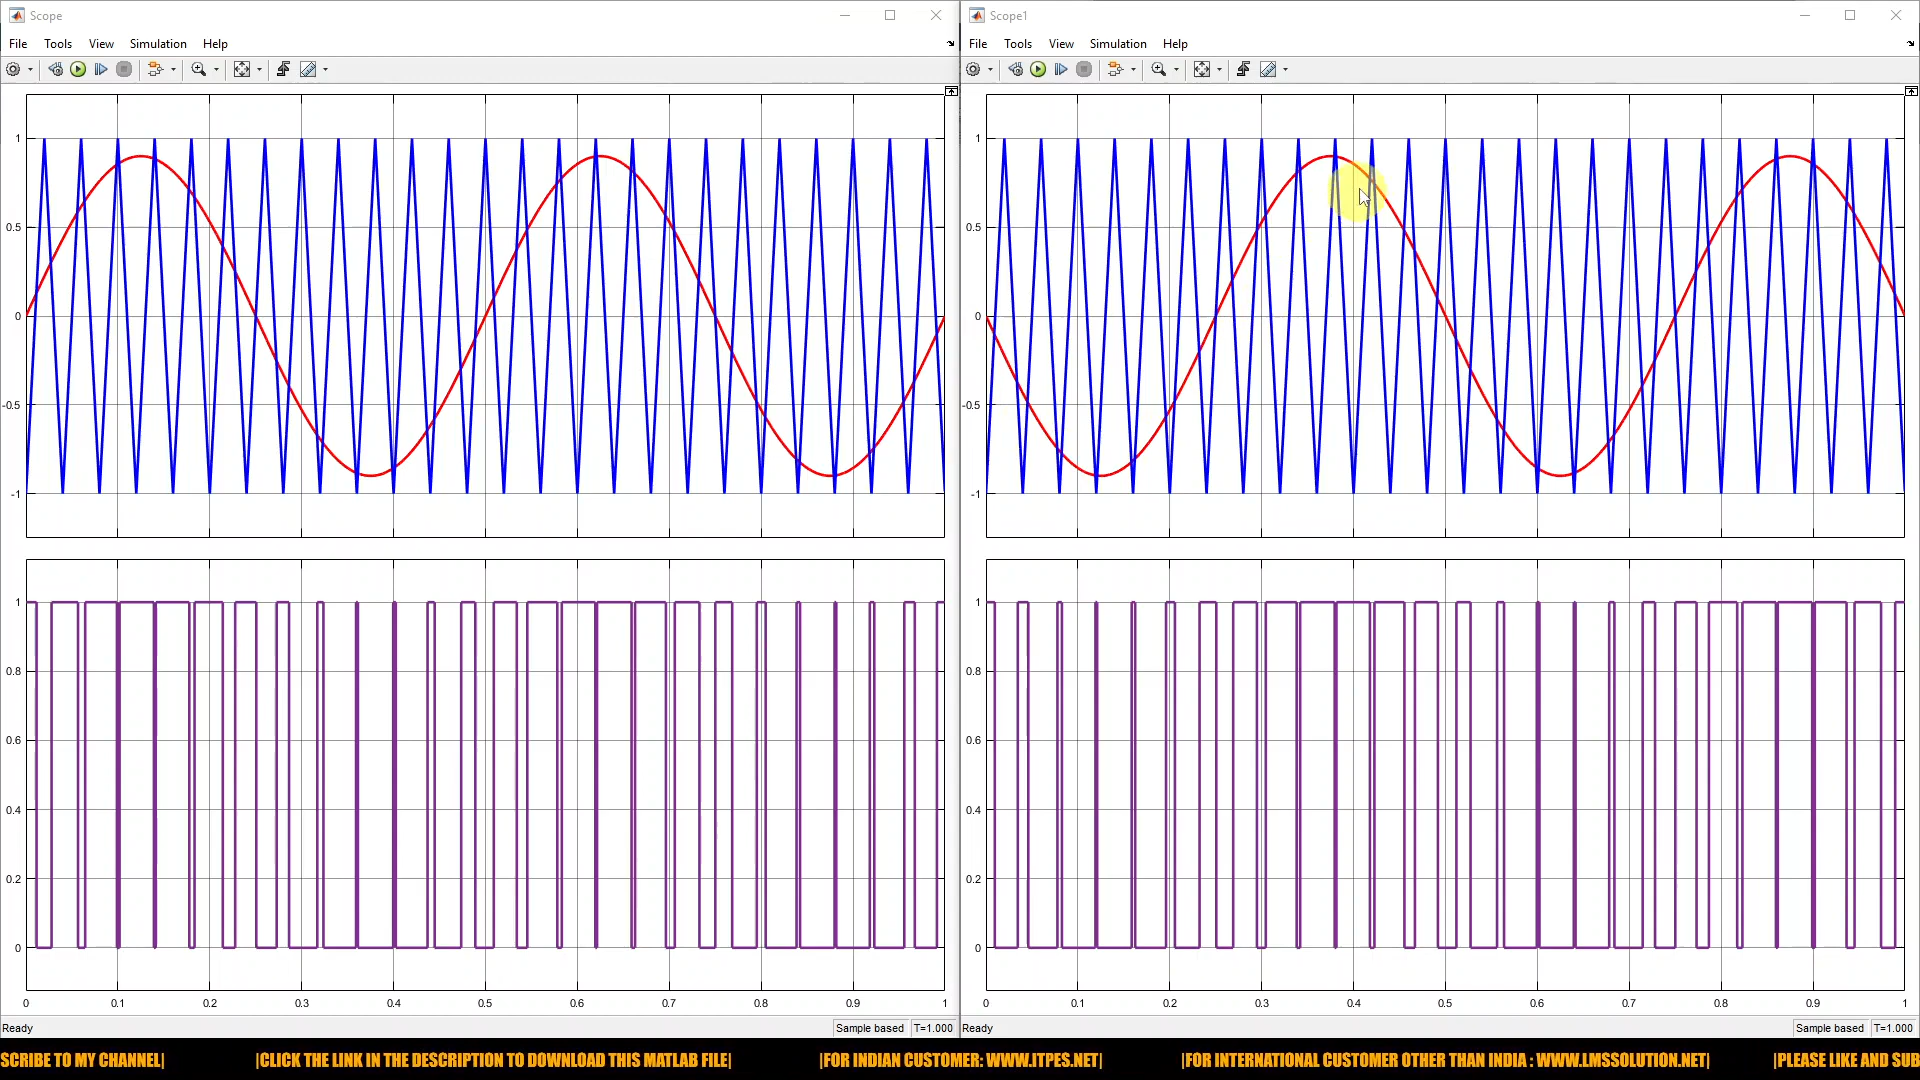 Scope
File Tools View Simulation Help
1
0.5
0
-0.5
-1
1
0.8
0.6
0.4
0.2
0
0 0.1 0.2 0.3 0.4 0.5 0.6 0.7 0.8 0.9 1
Ready Sample based T=1.000
Scope1
File Tools View Simulation Help
1
0.5
0
-0.5
-1
1
0.8
0.6
0.4
0.2
0
0 0.1 0.2 0.3 0.4 0.5 0.6 0.7 0.8 0.9 1
Ready Sample based T=1.000
SCRIBE TO MY CHANNEL| |CLICK THE LINK IN THE DESCRIPTION TO DOWNLOAD THIS MATLAB FILE| |FOR INDIAN CUSTOMER: WWW.ITPES.NET| |FOR INTERNATIONAL CUSTOMER OTHER THAN INDIA : WWW.LMSSOLUTION.NET| |PLEASE LIKE AND SUB